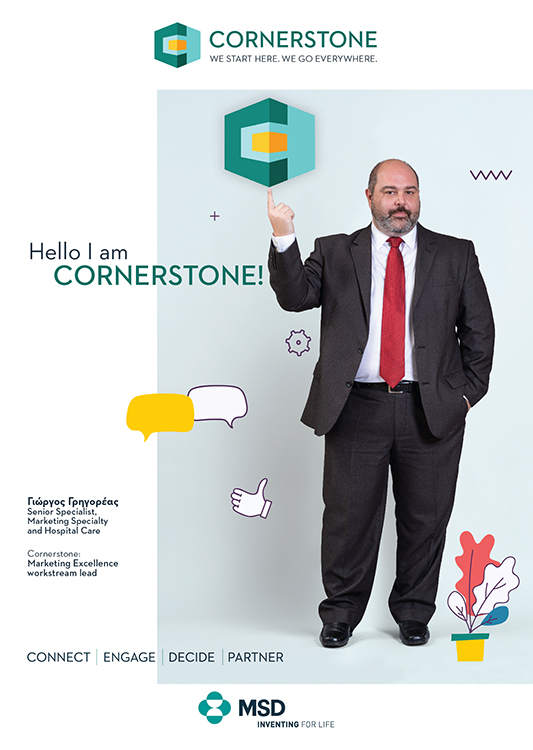 CORNERSTONE
WE START HERE. WE GO EVERYWHERE.
Hello I am
CORNERSTONE!
Γιώργος Γρηγορέας
Senior Specialist,
Marketing Specialty
and Hospital Care
Cornerstone:
Marketing Excellence
workstream lead
CONNECT | ENGAGE | DECIDE | PARTNER
MSD
INVENTING FOR LIFE